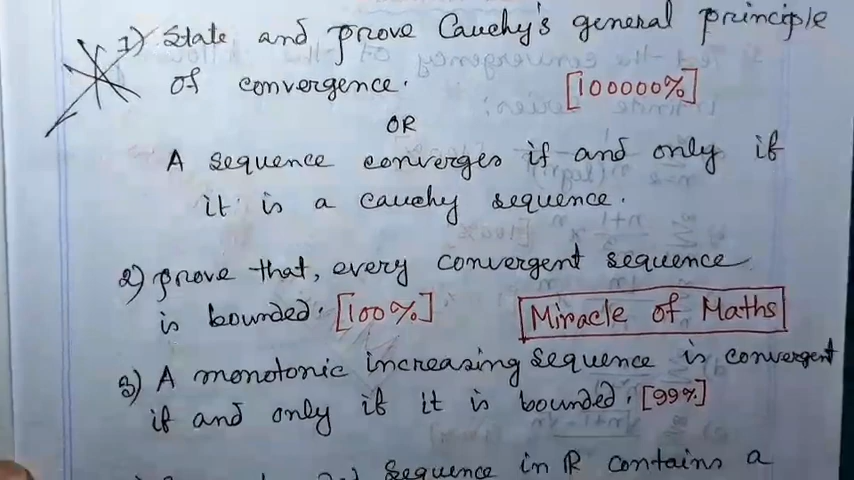 1) State and prove Cauchy's general principle
of convergence. [100000%]
OR
A sequence converges if and only if
it is a cauchy sequence.
2) prove that, every convergent sequence
is bounded. [100%] Miracle of Maths
3) A monotonic increasing sequence is convergent
if and only if it is bounded. [99%]
sequence in R contains a